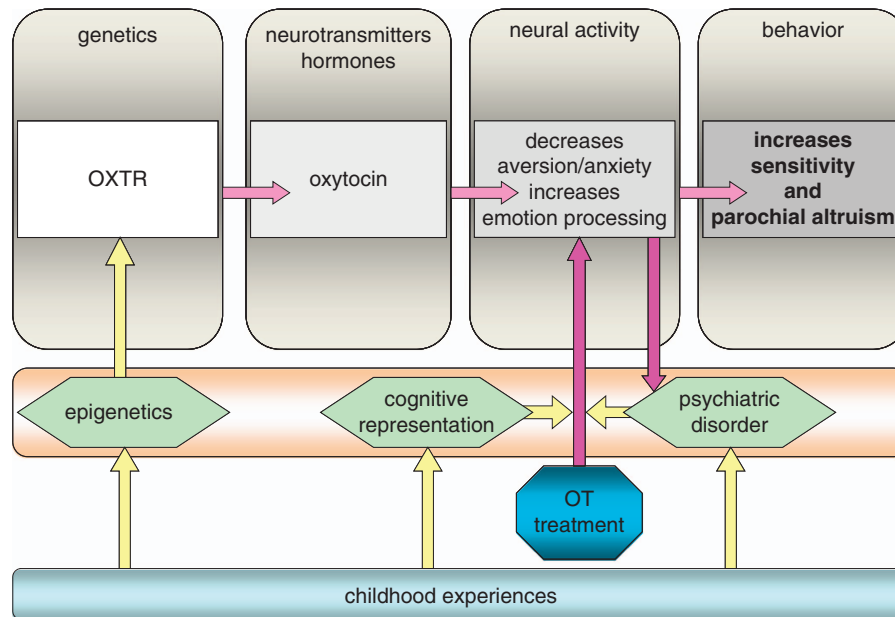 genetics
neurotransmitters
hormones
neural activity
behavior
OXTR
oxytocin
decreases
aversion/anxiety
increases
emotion processing
increases
sensitivity
and
parochial altruism
epigenetics
cognitive
representation
psychiatric
disorder
OT
treatment
childhood experiences